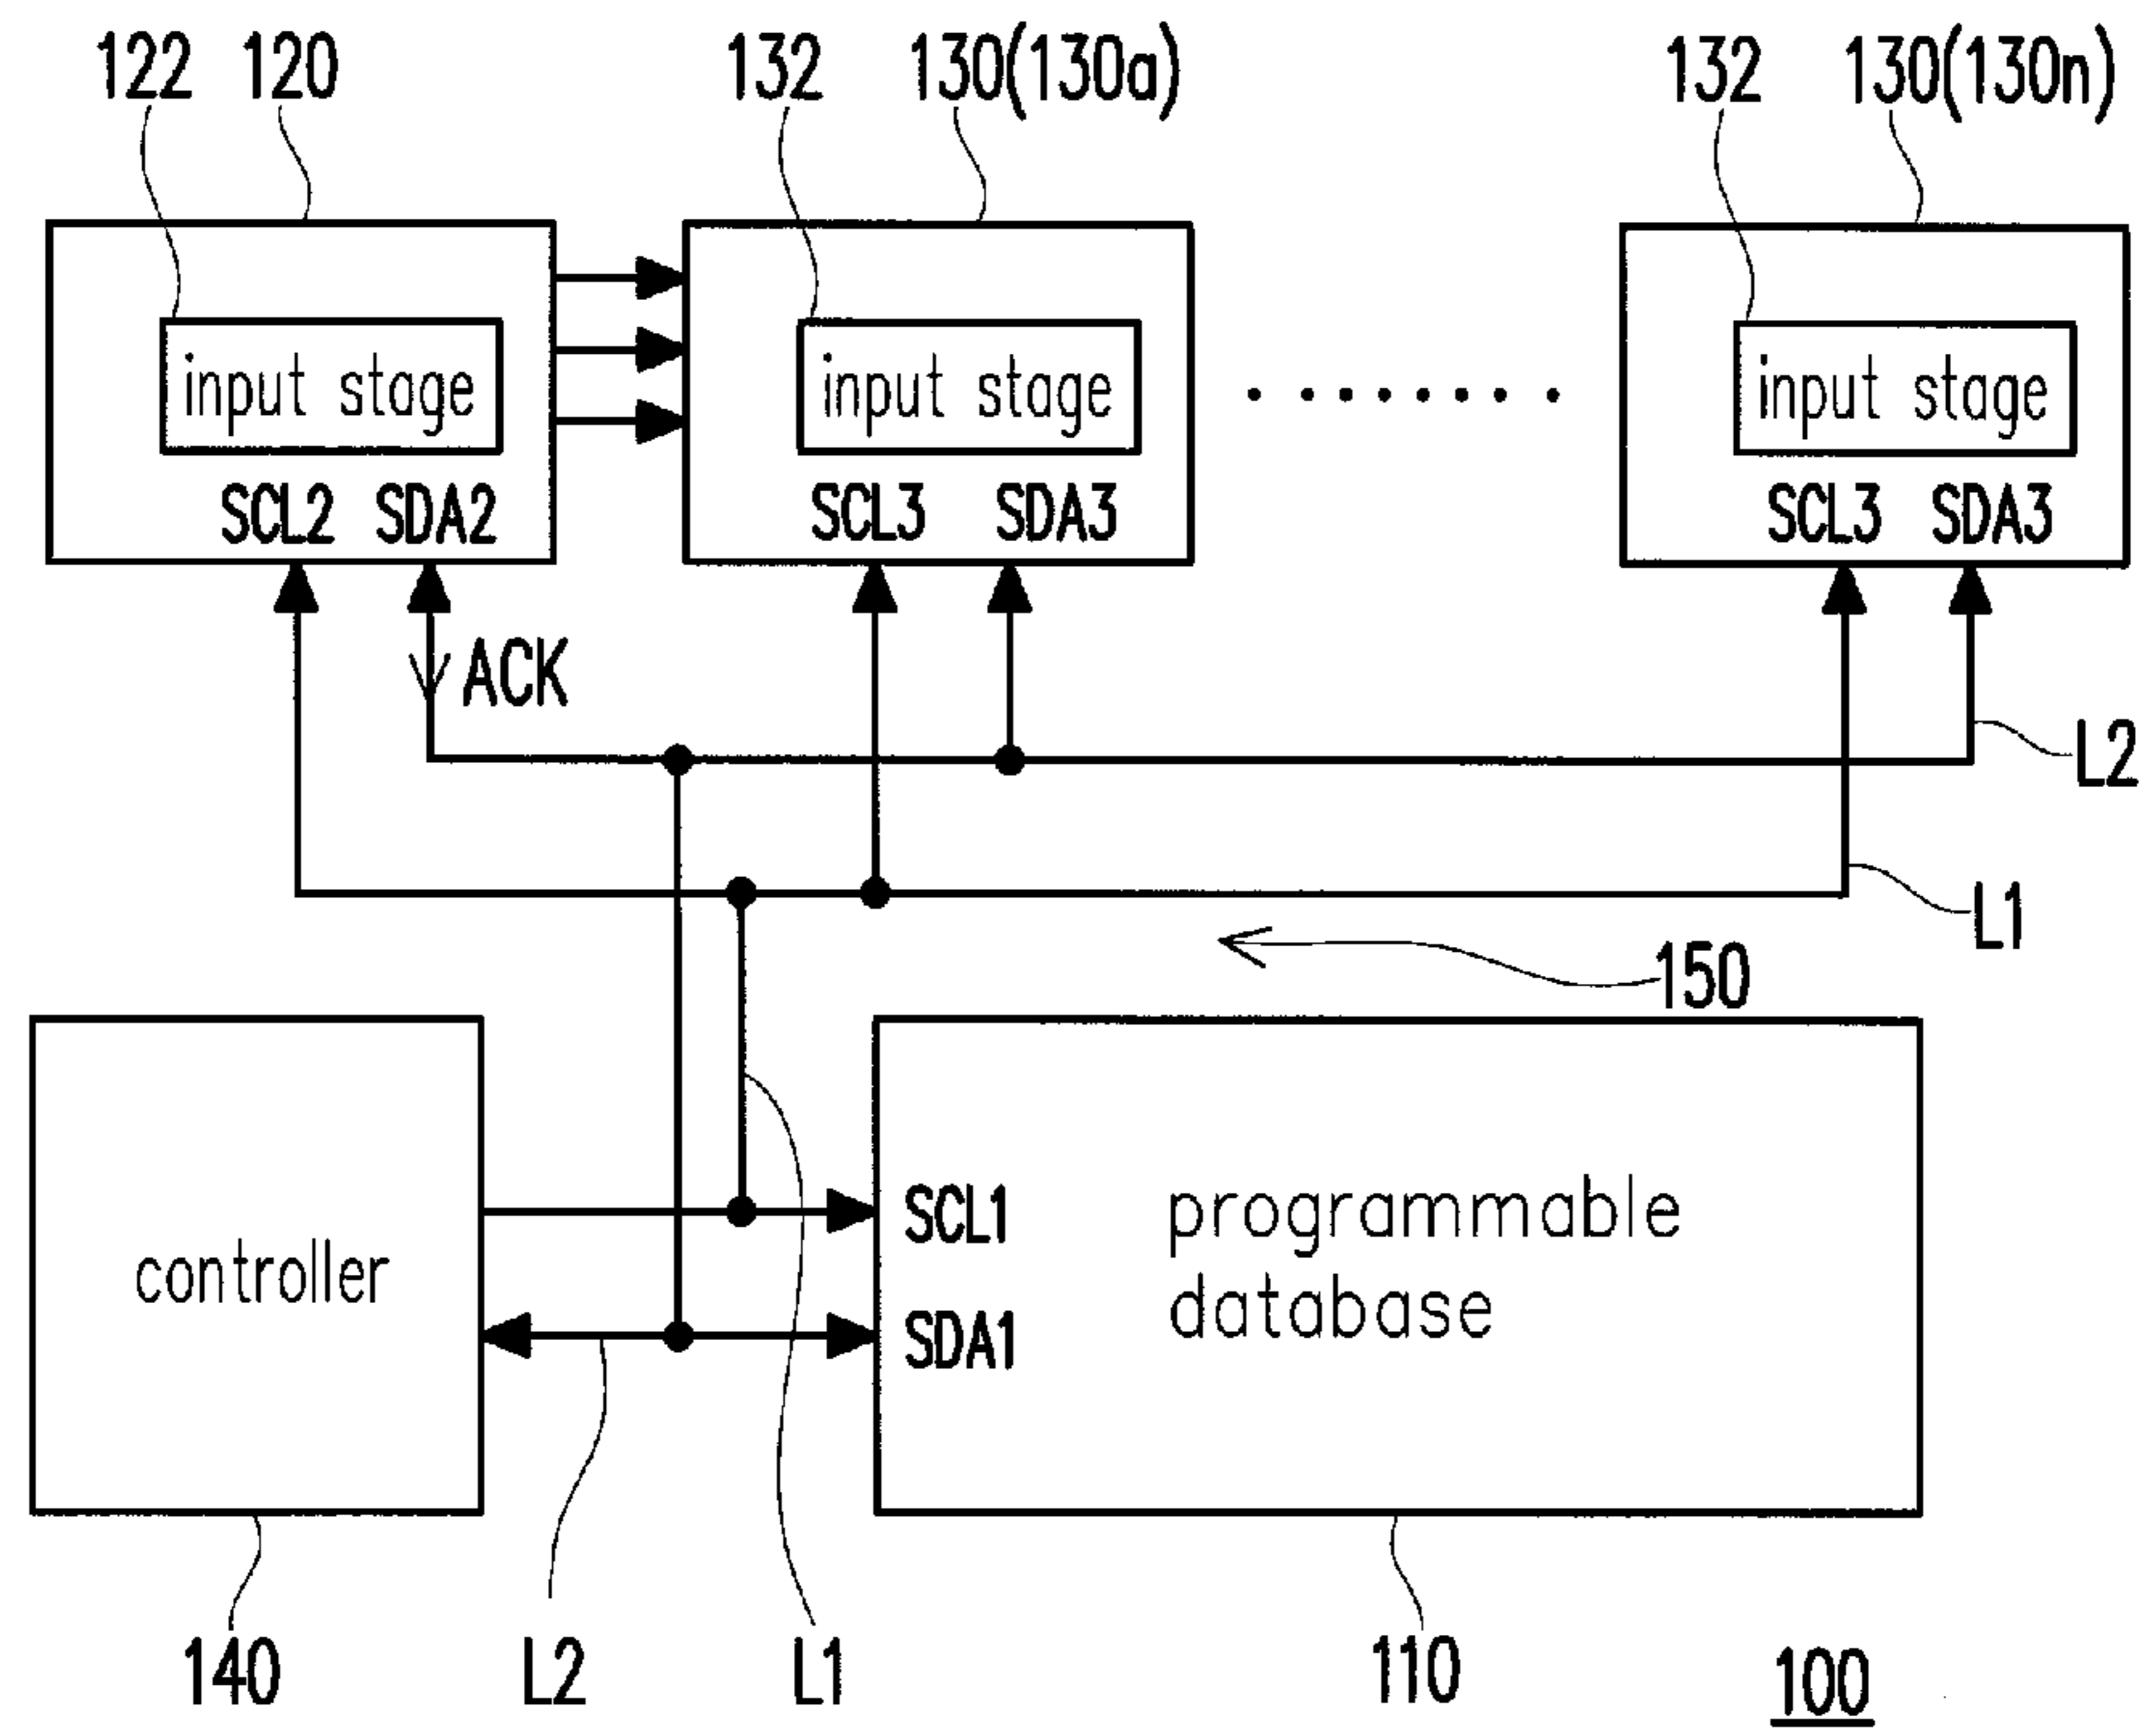 122 120 132 130(130a) 132 130(130n)
input stage input stage input stage
SCL2 SDA2 SCL3 SDA3 SCL3 SDA3
ACK
L2
L1
150
SCL1 programmable
controller database
SDA1
140 L2 L1 110 100